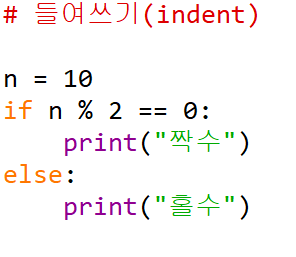 # 들여쓰기(indent)

n = 10
if n % 2 == 0:
    print("짝수")
else:
    print("홀수")